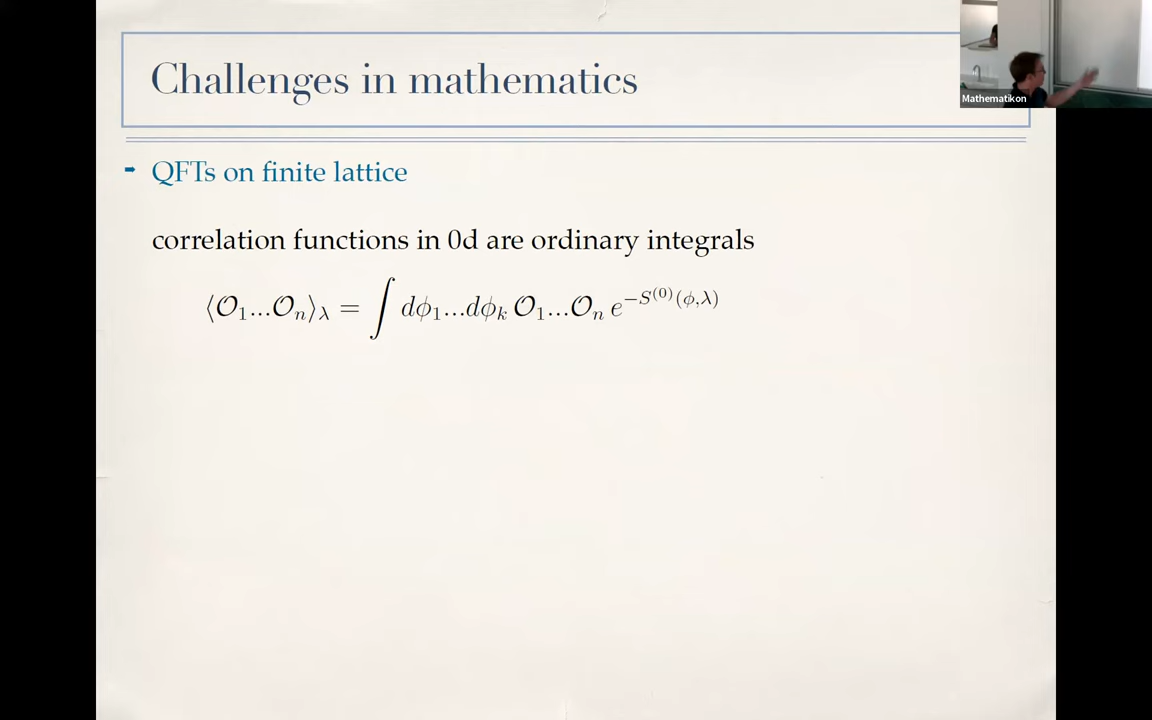 Challenges in mathematics
Mathematikon
➡ QFTs on finite lattice
correlation functions in 0d are ordinary integrals
⟨𝒪₁...𝒪ₙ⟩_λ = ∫ dϕ₁...dϕₖ 𝒪₁...𝒪ₙ e^{−S^{(0)}(ϕ,λ)}